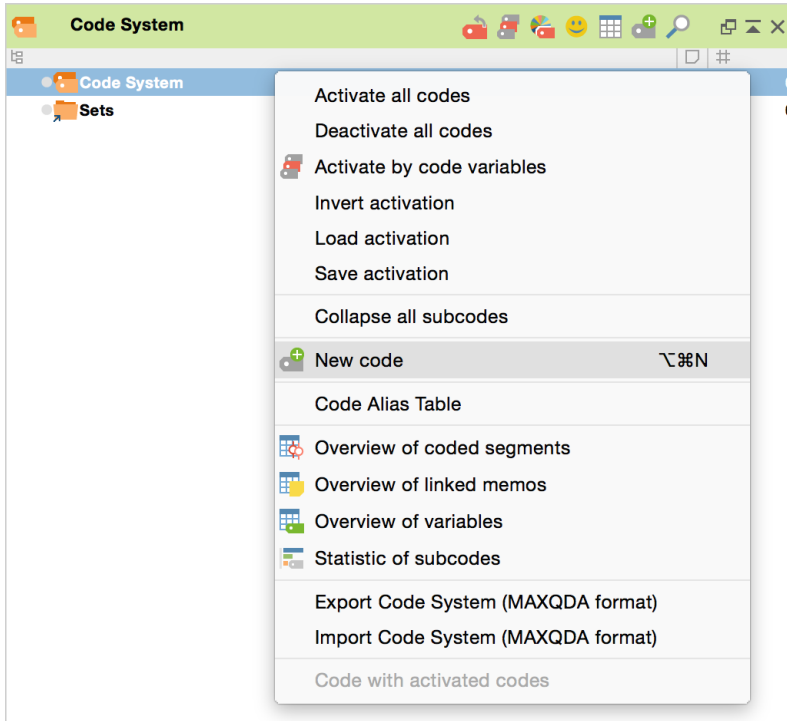 Code System
#
Code System
Sets
Activate all codes
Deactivate all codes
Activate by code variables
Invert activation
Load activation
Save activation
Collapse all subcodes
New code ⌥⌘N
Code Alias Table
Overview of coded segments
Overview of linked memos
Overview of variables
Statistic of subcodes
Export Code System (MAXQDA format)
Import Code System (MAXQDA format)
Code with activated codes